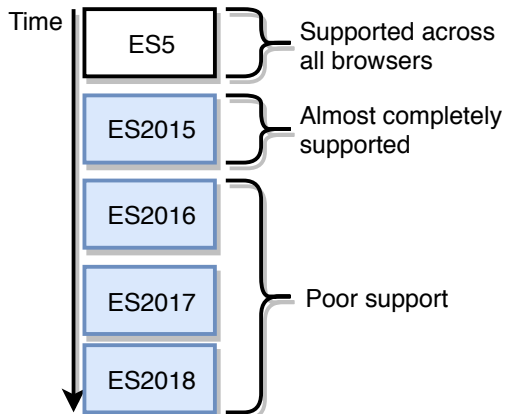 Time
ES5
Supported across
all browsers
ES2015
Almost completely
supported
ES2016
ES2017
Poor support
ES2018